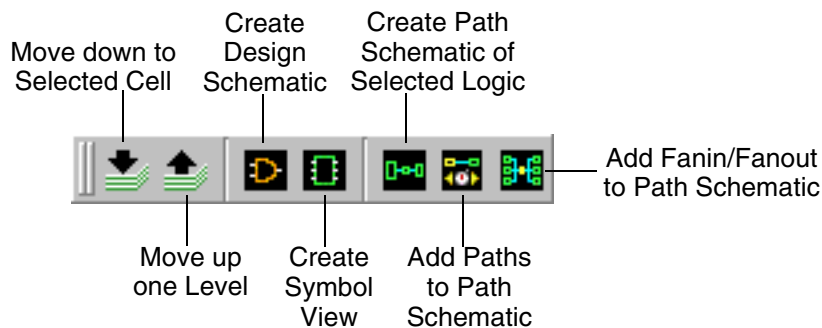 Move down to
Selected Cell
Create
Design
Schematic
Create Path
Schematic of
Selected Logic
Add Fanin/Fanout
to Path Schematic
Move up
one Level
Create
Symbol
View
Add Paths
to Path
Schematic